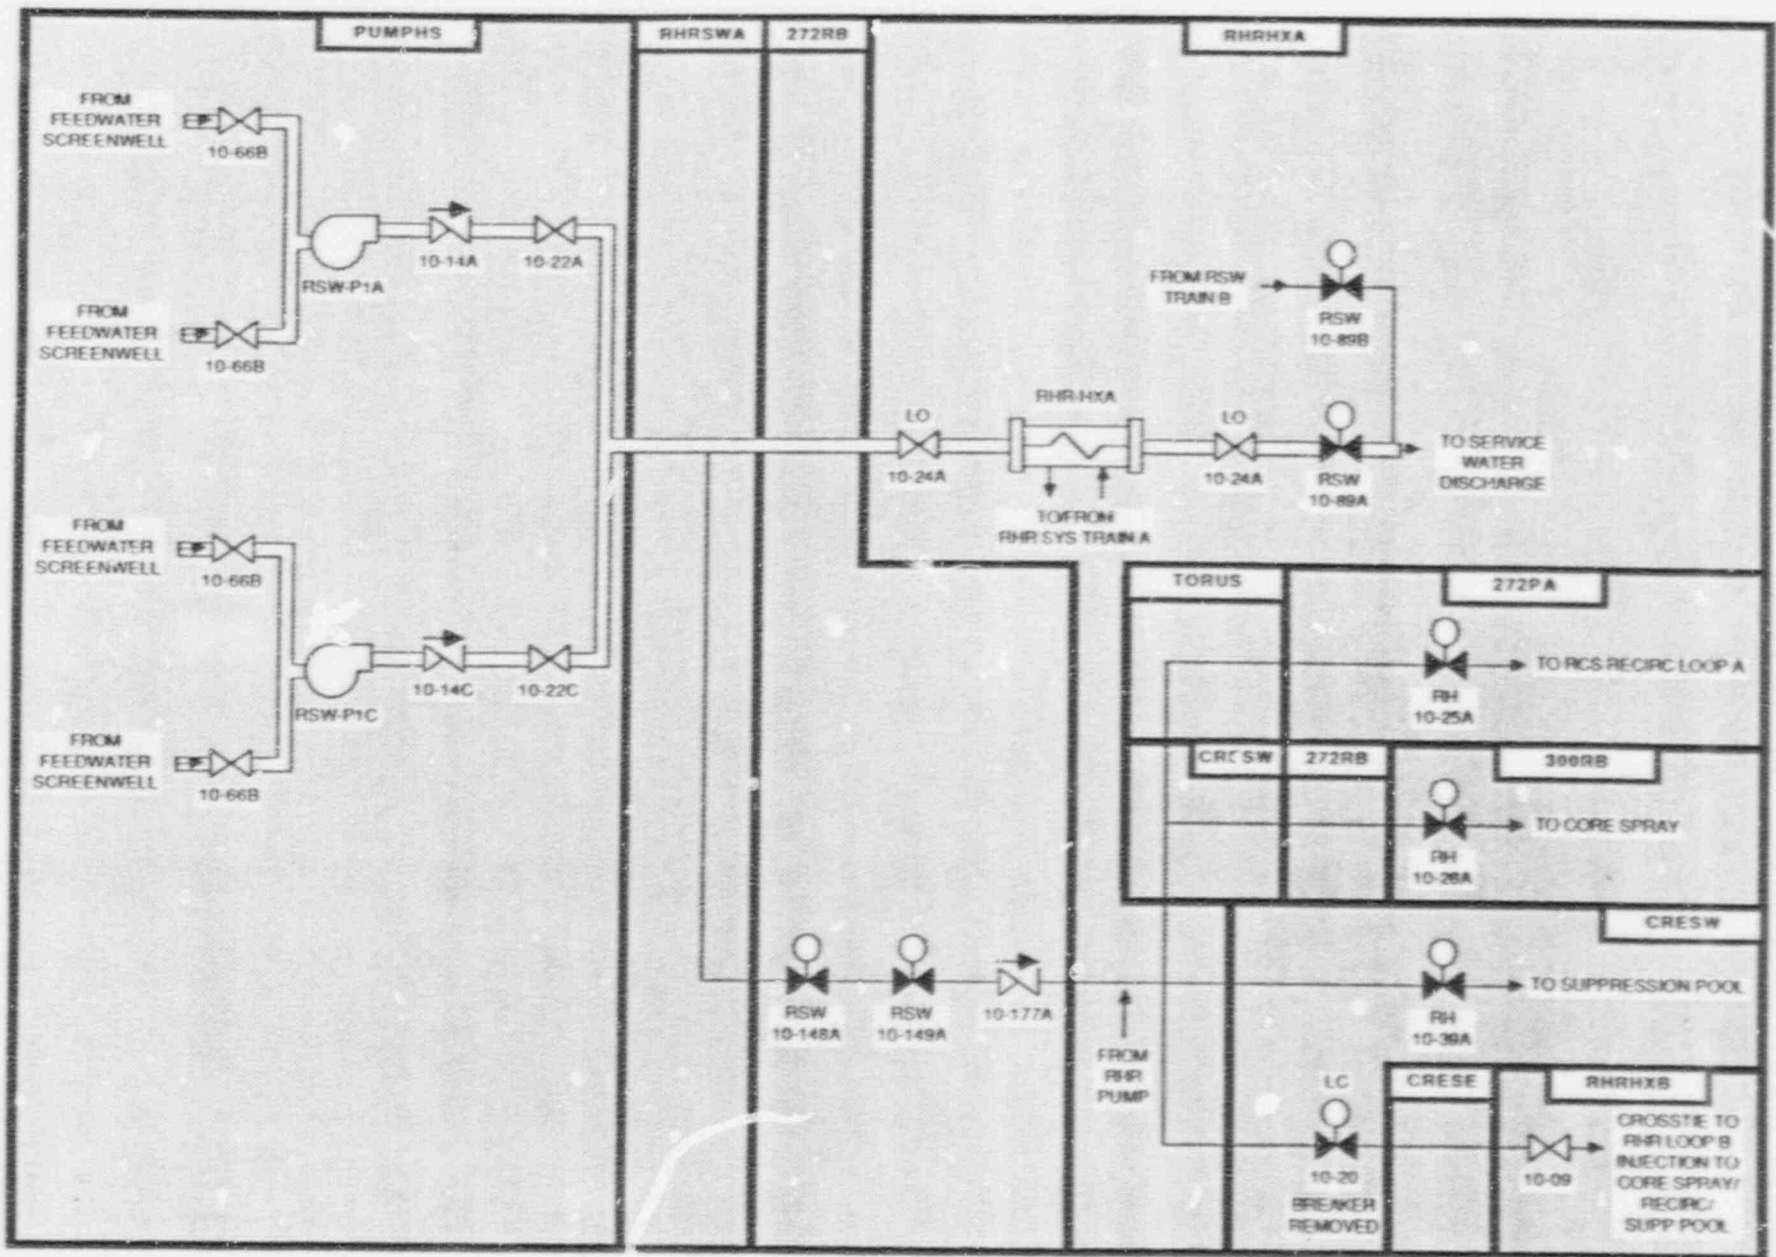 PUMPHS
RHRSWA
272RB
RHRHXA
FROM
FEEDWATER
SCREENWELL
10-66B
10-14A
10-22A
RSW-P1A
FROM
FEEDWATER
SCREENWELL
10-66B
FROM RSW
TRAIN B
RSW
10-89B
RHR-HXA
LO
10-24A
LO
10-24A
RSW
10-89A
TO SERVICE
WATER
DISCHARGE
TO/FROM
RHR SYS TRAIN A
FROM
FEEDWATER
SCREENWELL
10-66B
10-14C
10-22C
RSW-P1C
FROM
FEEDWATER
SCREENWELL
10-66B
TORUS
272PA
TO RCS RECIRC LOOP A
RH
10-25A
CRESW
272RB
300RB
TO CORE SPRAY
RH
10-26A
CRESW
TO SUPPRESSION POOL
RH
10-39A
RSW
10-148A
RSW
10-149A
10-177A
FROM
RHR
PUMP
LC
10-20
BREAKER
REMOVED
CRESE
RHRHXB
10-09
CROSSTIE TO
RHR LOOP B
INJECTION TO
CORE SPRAY/
RECIRC/
SUPP POOL